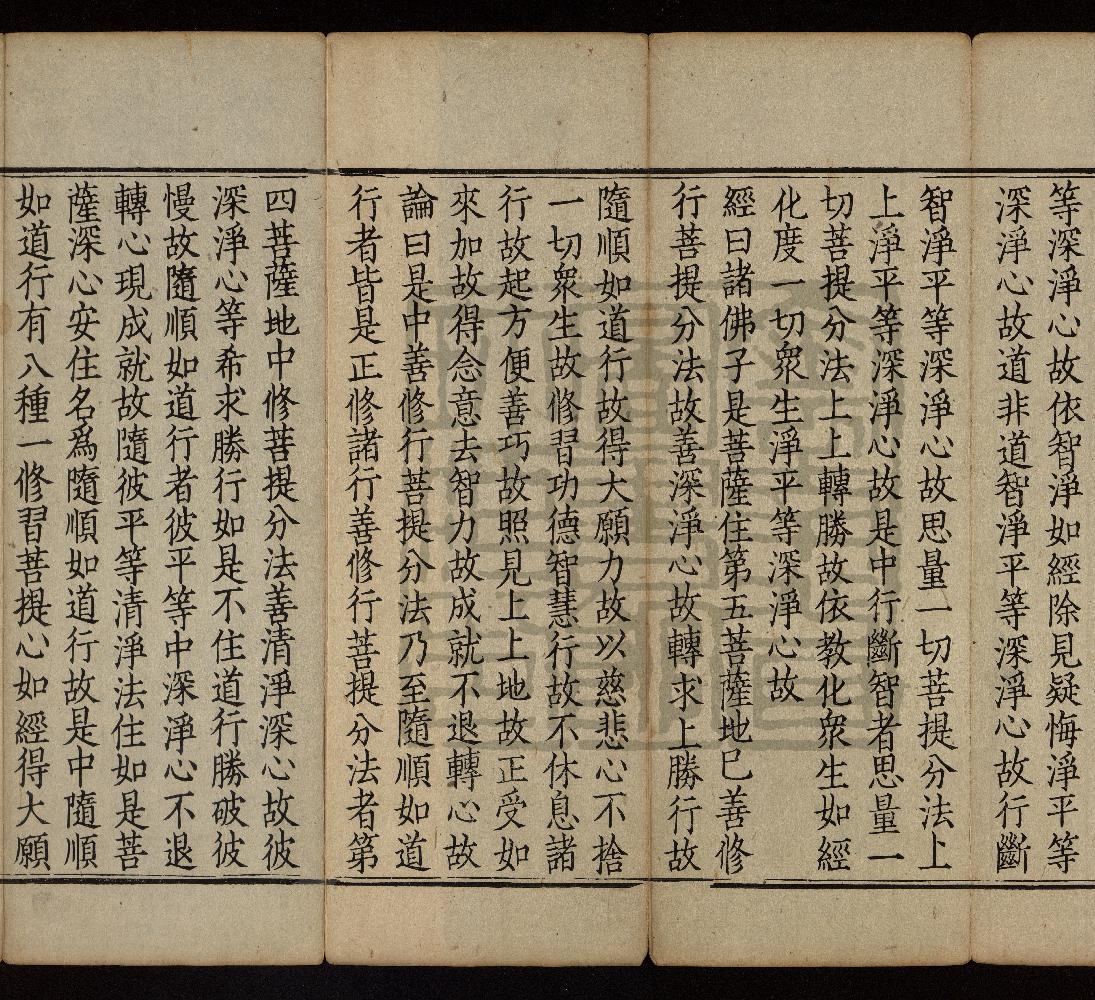 等深淨心故依智淨如經除見疑悔淨平等
深淨心故道非道智淨平等深淨心故行斷
智淨平等深淨心故思量一切菩提分法上
上淨平等深淨心故是中行斷智者思量一
切菩提分法上上轉勝故依教化衆生如經
化度一切衆生淨平等深淨心故
經曰諸佛子是菩薩住第五菩薩地已善修
行菩提分法故善深淨心故轉求上勝行故
隨順如道行故得大願力故以慈悲心不捨
一切衆生故修習功德智慧行故不休息諸
行故起方便善巧故照見上上地故正受如
來加故得念意去智力故成就不退轉心故
論曰是中善修行菩提分法乃至隨順如道
行者皆是正修諸行善修行菩提分法者第
四菩薩地中修菩提分法善清淨深心故彼
深淨心等希求勝行如是不住道行勝破彼
慢故隨順如道行者彼平等中深淨心不退
轉心現成就故隨彼平等清淨法住如是菩
薩深心安住名爲隨順如道行故是中隨順
如道行有八種一修習菩提心如經得大願